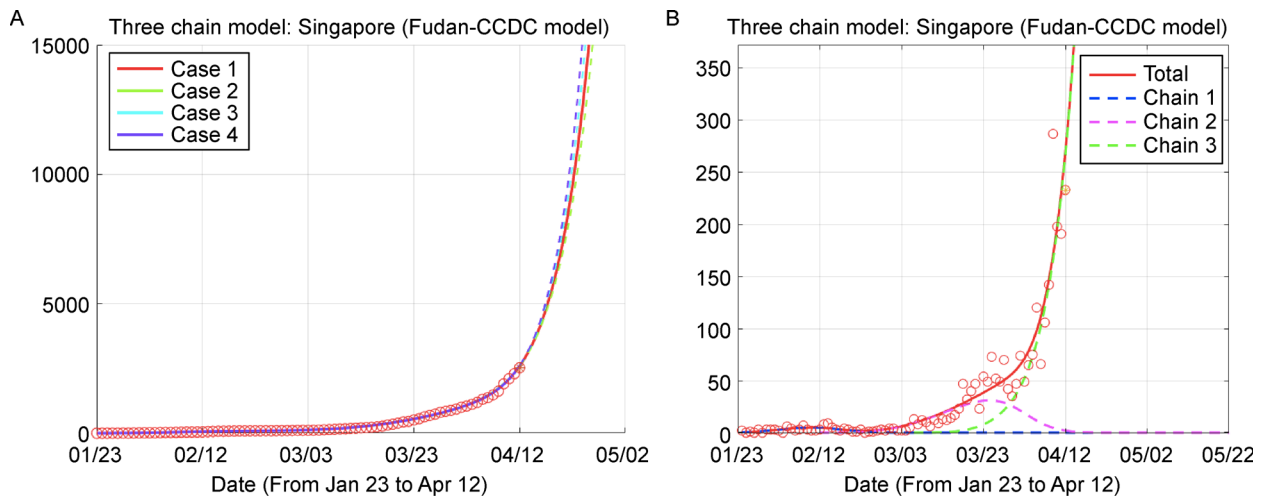 A
Three chain model: Singapore (Fudan-CCDC model)
15000
10000
5000
0
Case 1
Case 2
Case 3
Case 4
01/23 02/12 03/03 03/23 04/12 05/02
Date (From Jan 23 to Apr 12)
B
Three chain model: Singapore (Fudan-CCDC model)
350
300
250
200
150
100
50
0
Total
Chain 1
Chain 2
Chain 3
01/23 02/12 03/03 03/23 04/12 05/02 05/22
Date (From Jan 23 to Apr 12)